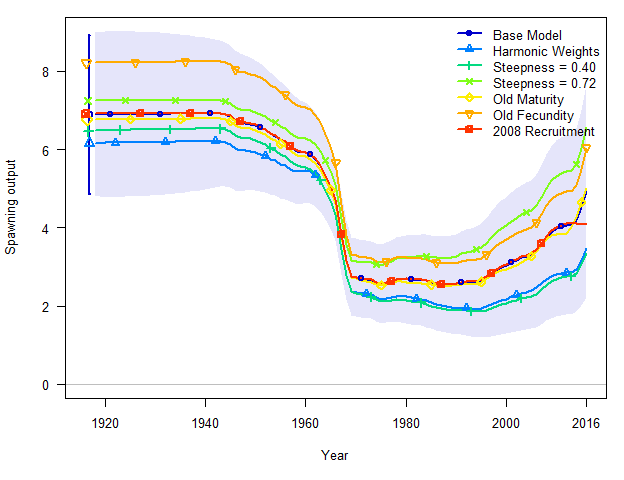 Base Model
Harmonic Weights
Steepness = 0.40
Steepness = 0.72
Old Maturity
Old Fecundity
2008 Recruitment
8
6
4
2
0
Spawning output
1920 1940 1960 1980 2000 2016
Year